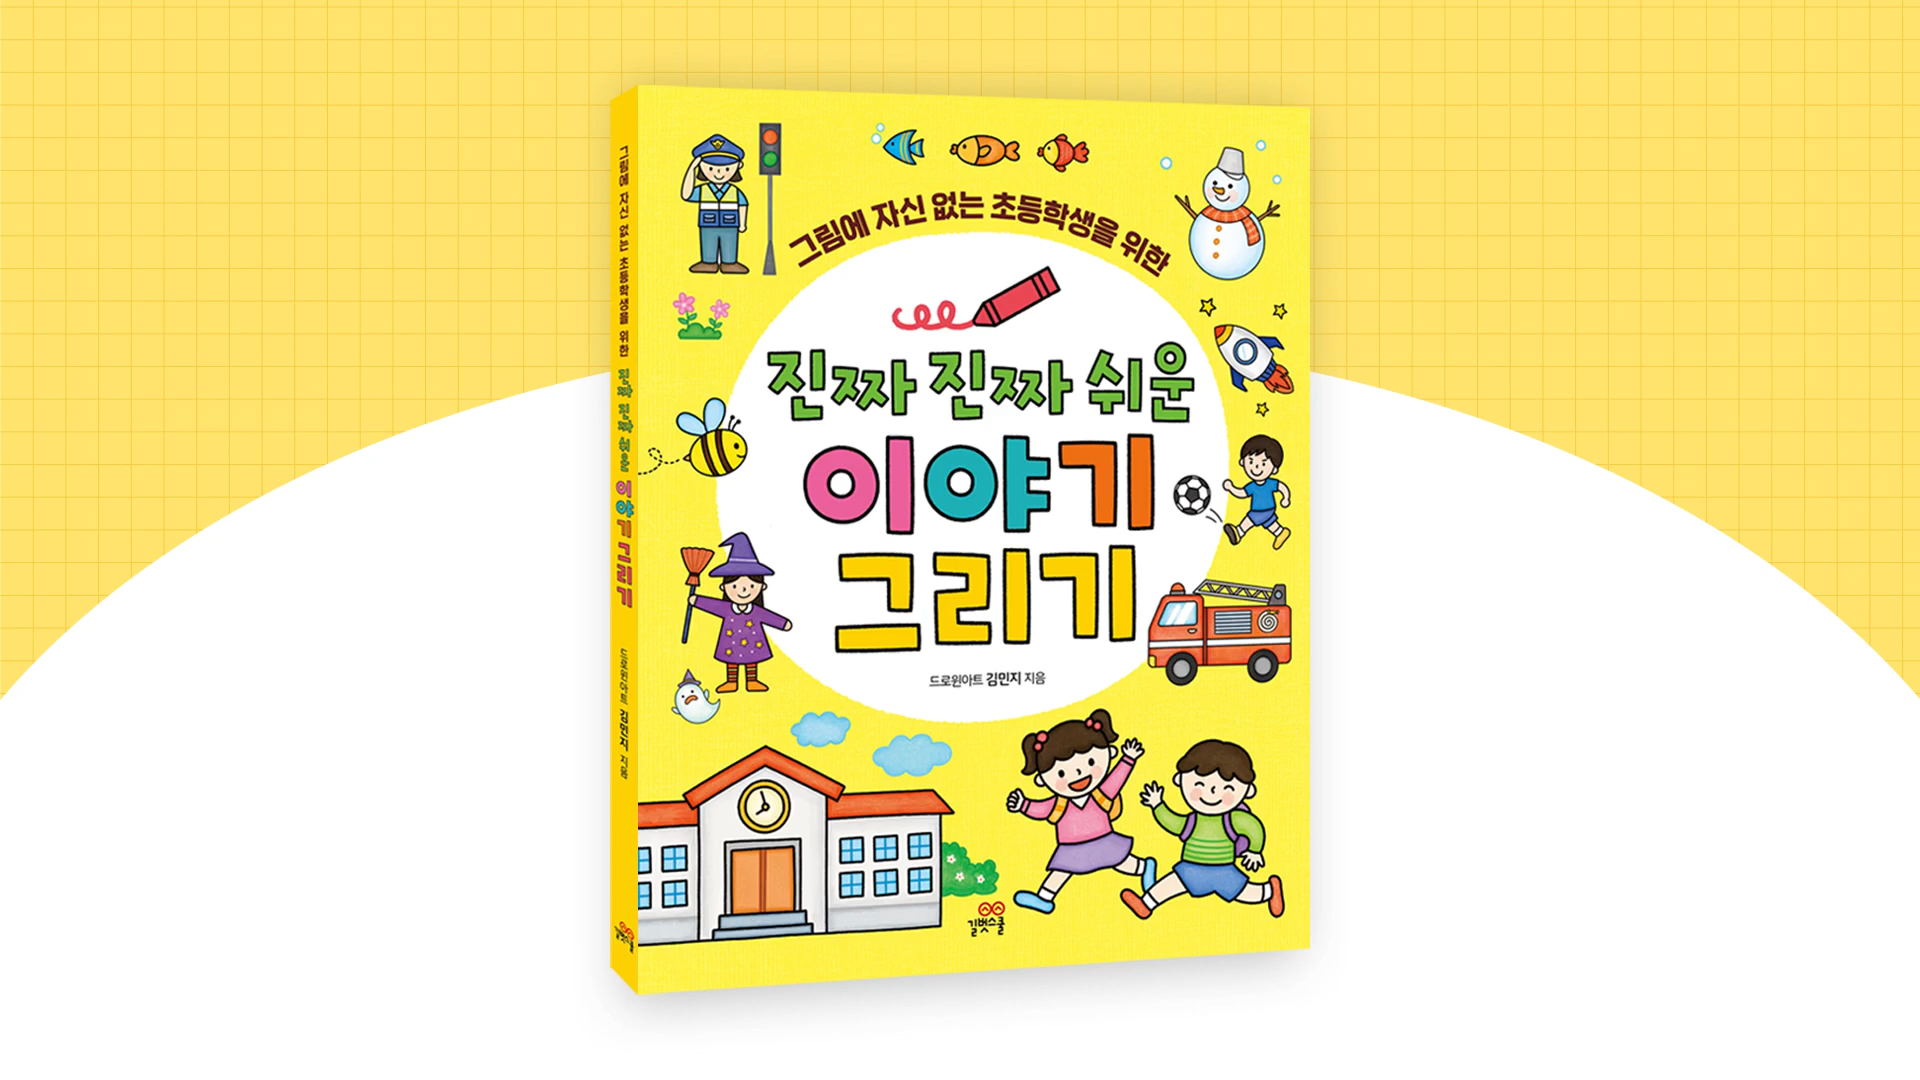 그림에 자신 없는 초등학생을 위한
진짜 진짜 쉬운
이야기
그리기
드로윈아트 김민지 지음
길벗스쿨
그림에 자신 없는 초등학생을 위한 진짜 진짜 쉬운 이야기 그리기 드로윈아트 김민지 지음
길벗스쿨